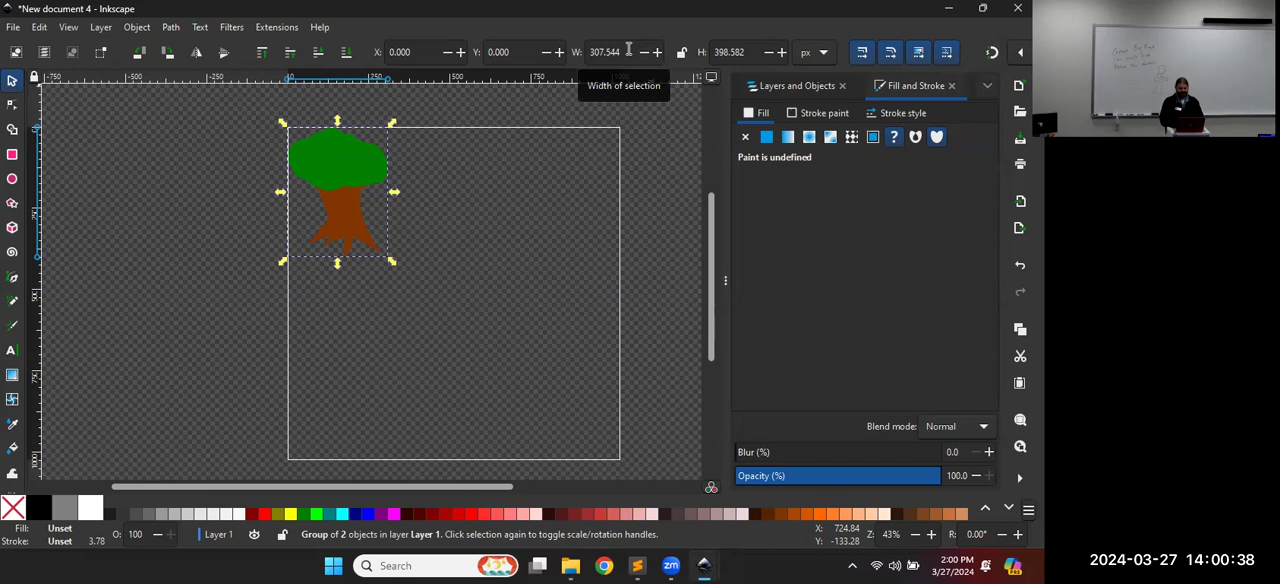 *New document 4 - Inkscape
File Edit View Layer Object Path Text Filters Extensions Help
X: 0.000 Y: 0.000 W: 307.544 H: 398.582 px
Width of selection
Layers and Objects Fill and Stroke
Fill Stroke paint Stroke style
Paint is undefined
Blend mode: Normal
Blur (%) 0.0
Opacity (%) 100.0
Fill: Unset
Stroke: Unset 3.78
O: 100
Layer 1
Group of 2 objects in layer Layer 1. Click selection again to toggle scale/rotation handles.
X: 724.84
Y: -133.28
Z: 43% R: 0.00°
Search
zm
2:00 PM
3/27/2024
2024-03-27 14:00:38